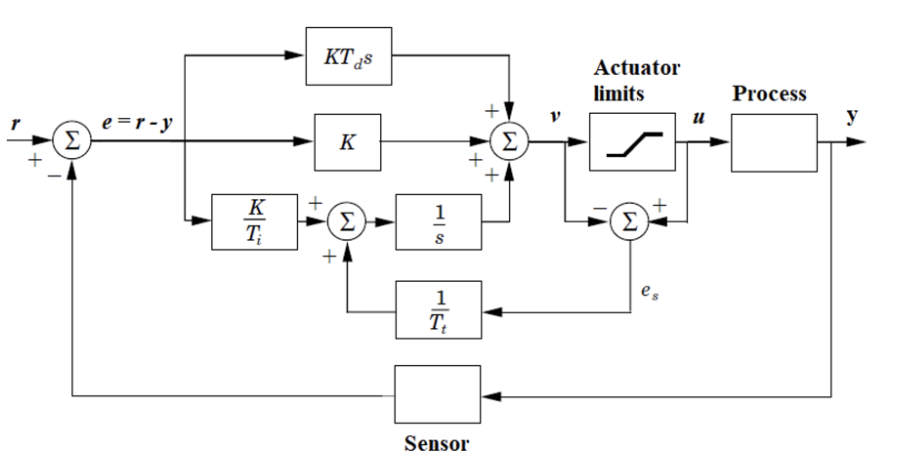 KT_d s
Actuator
limits
Process
r
+
−
Σ
e = r - y
K
+
+
+
Σ
v
u
y
K
T_i
+
+
Σ
1
s
−
+
Σ
e_s
1
T_t
Sensor